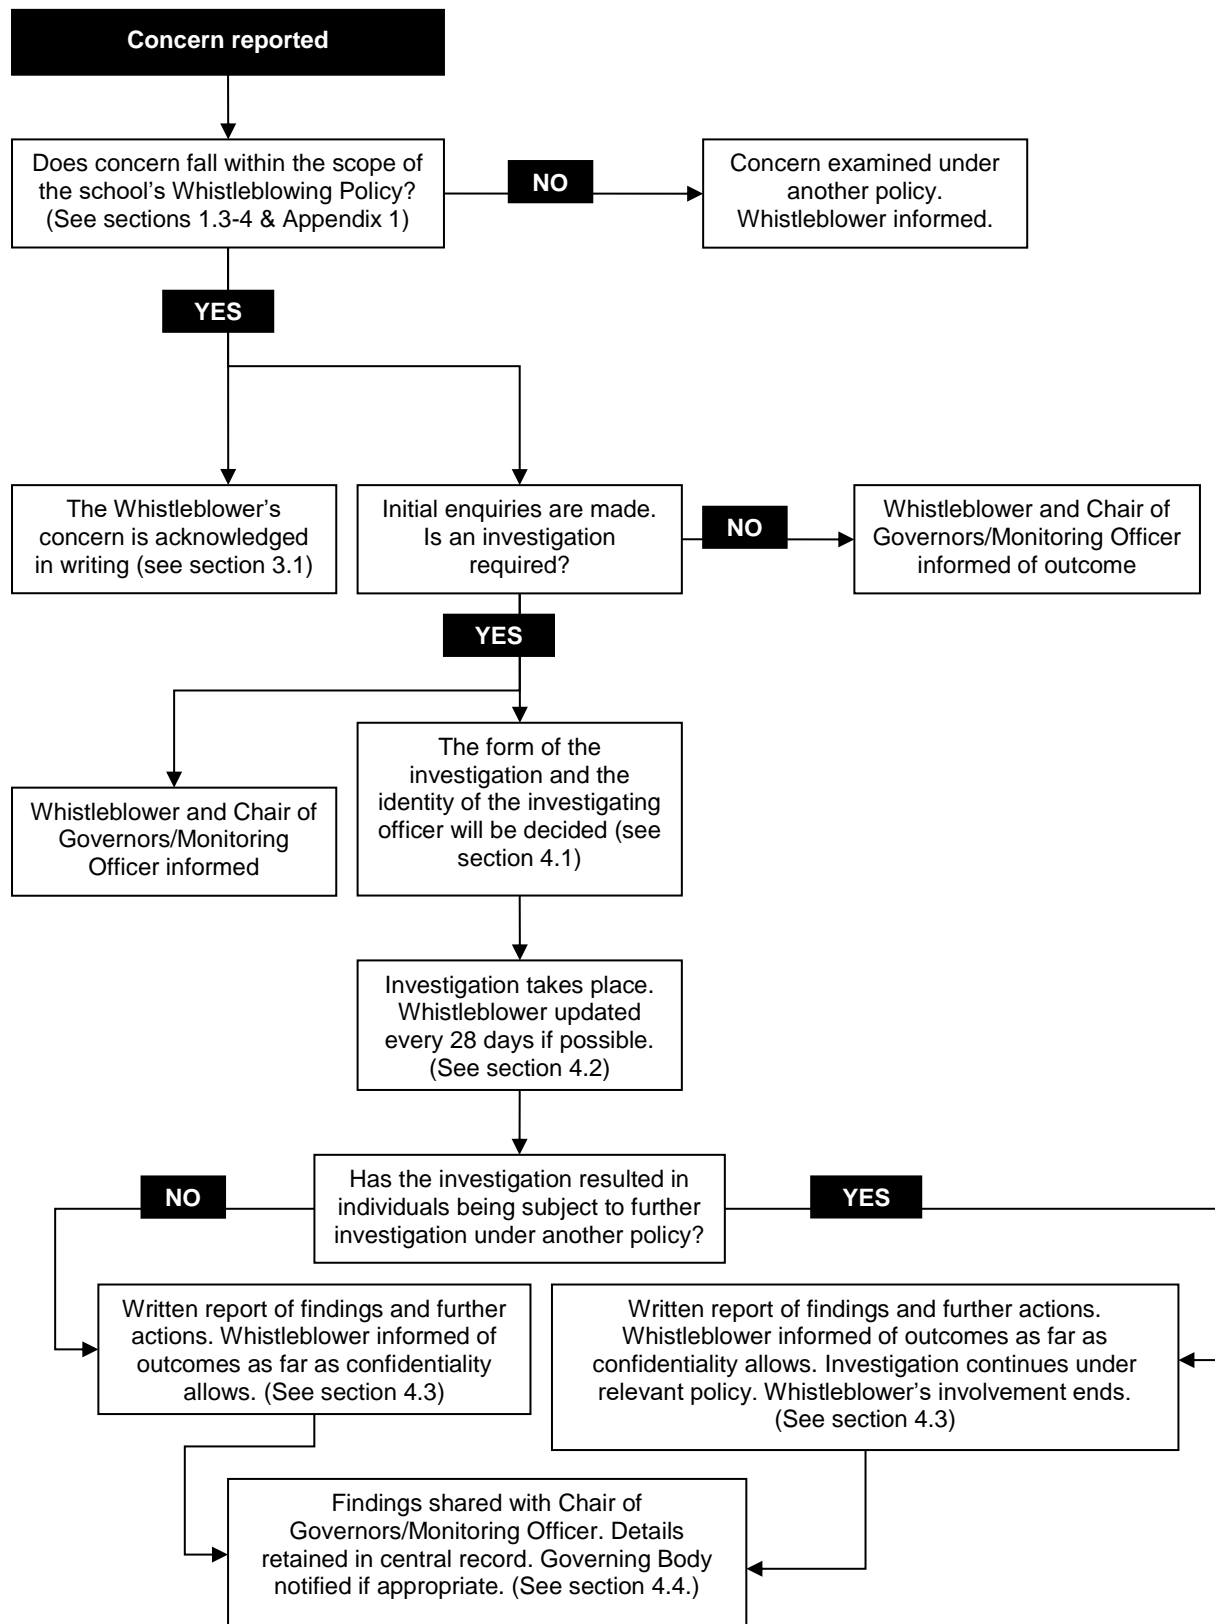 Concern reported
Does concern fall within the scope of
the school's Whistleblowing Policy?
(See sections 1.3-4 & Appendix 1)
NO
Concern examined under
another policy.
Whistleblower informed.
YES
The Whistleblower's
concern is acknowledged
in writing (see section 3.1)
Initial enquiries are made.
Is an investigation
required?
NO
Whistleblower and Chair of
Governors/Monitoring Officer
informed of outcome
YES
The form of the
investigation and the
identity of the investigating
officer will be decided (see
section 4.1)
Whistleblower and Chair of
Governors/Monitoring
Officer informed
Investigation takes place.
Whistleblower updated
every 28 days if possible.
(See section 4.2)
Has the investigation resulted in
individuals being subject to further
investigation under another policy?
NO
YES
Written report of findings and further
actions. Whistleblower informed of
outcomes as far as confidentiality
allows. (See section 4.3)
Written report of findings and further actions.
Whistleblower informed of outcomes as far as
confidentiality allows. Investigation continues under
relevant policy. Whistleblower's involvement ends.
(See section 4.3)
Findings shared with Chair of
Governors/Monitoring Officer. Details
retained in central record. Governing Body
notified if appropriate. (See section 4.4.)